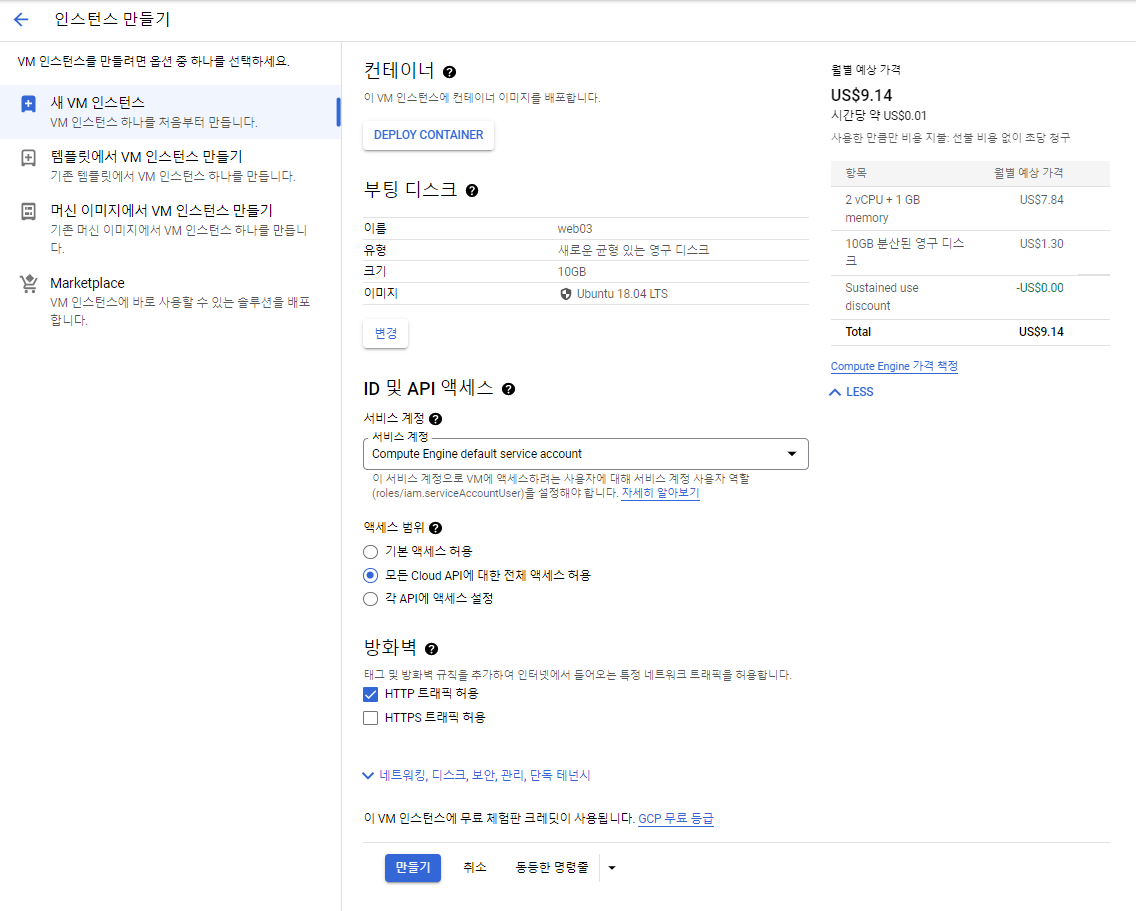 인스턴스 만들기
VM 인스턴스를 만들려면 옵션 중 하나를 선택하세요.
새 VM 인스턴스
VM 인스턴스 하나를 처음부터 만듭니다.
템플릿에서 VM 인스턴스 만들기
기존 템플릿에서 VM 인스턴스 하나를 만듭니다.
머신 이미지에서 VM 인스턴스 만들기
기존 머신 이미지에서 VM 인스턴스 하나를 만듭니
다.
Marketplace
VM 인스턴스에 바로 사용할 수 있는 솔루션을 배포
합니다.
컨테이너
이 VM 인스턴스에 컨테이너 이미지를 배포합니다.
DEPLOY CONTAINER
부팅 디스크
이름 web03
유형 새로운 균형 있는 영구 디스크
크기 10GB
이미지 Ubuntu 18.04 LTS
변경
ID 및 API 액세스
서비스 계정
서비스 계정
Compute Engine default service account
이 서비스 계정으로 VM에 액세스하려는 사용자에 대해 서비스 계정 사용자 역할
(roles/iam.serviceAccountUser)을 설정해야 합니다. 자세히 알아보기
액세스 범위
기본 액세스 허용
모든 Cloud API에 대한 전체 액세스 허용
각 API에 액세스 설정
방화벽
태그 및 방화벽 규칙을 추가하여 인터넷에서 들어오는 특정 네트워크 트래픽을 허용합니다.
HTTP 트래픽 허용
HTTPS 트래픽 허용
네트워킹, 디스크, 보안, 관리, 단독 테넌시
이 VM 인스턴스에 무료 체험판 크레딧이 사용됩니다. GCP 무료 등급
만들기 취소 동등한 명령줄
월별 예상 가격
US$9.14
시간당 약 US$0.01
사용한 만큼만 비용 지불: 선불 비용 없이 초당 청구
항목 월별 예상 가격
2 vCPU + 1 GB US$7.84
memory
10GB 분산된 영구 디스 US$1.30
크
Sustained use -US$0.00
discount
Total US$9.14
Compute Engine 가격 책정
LESS